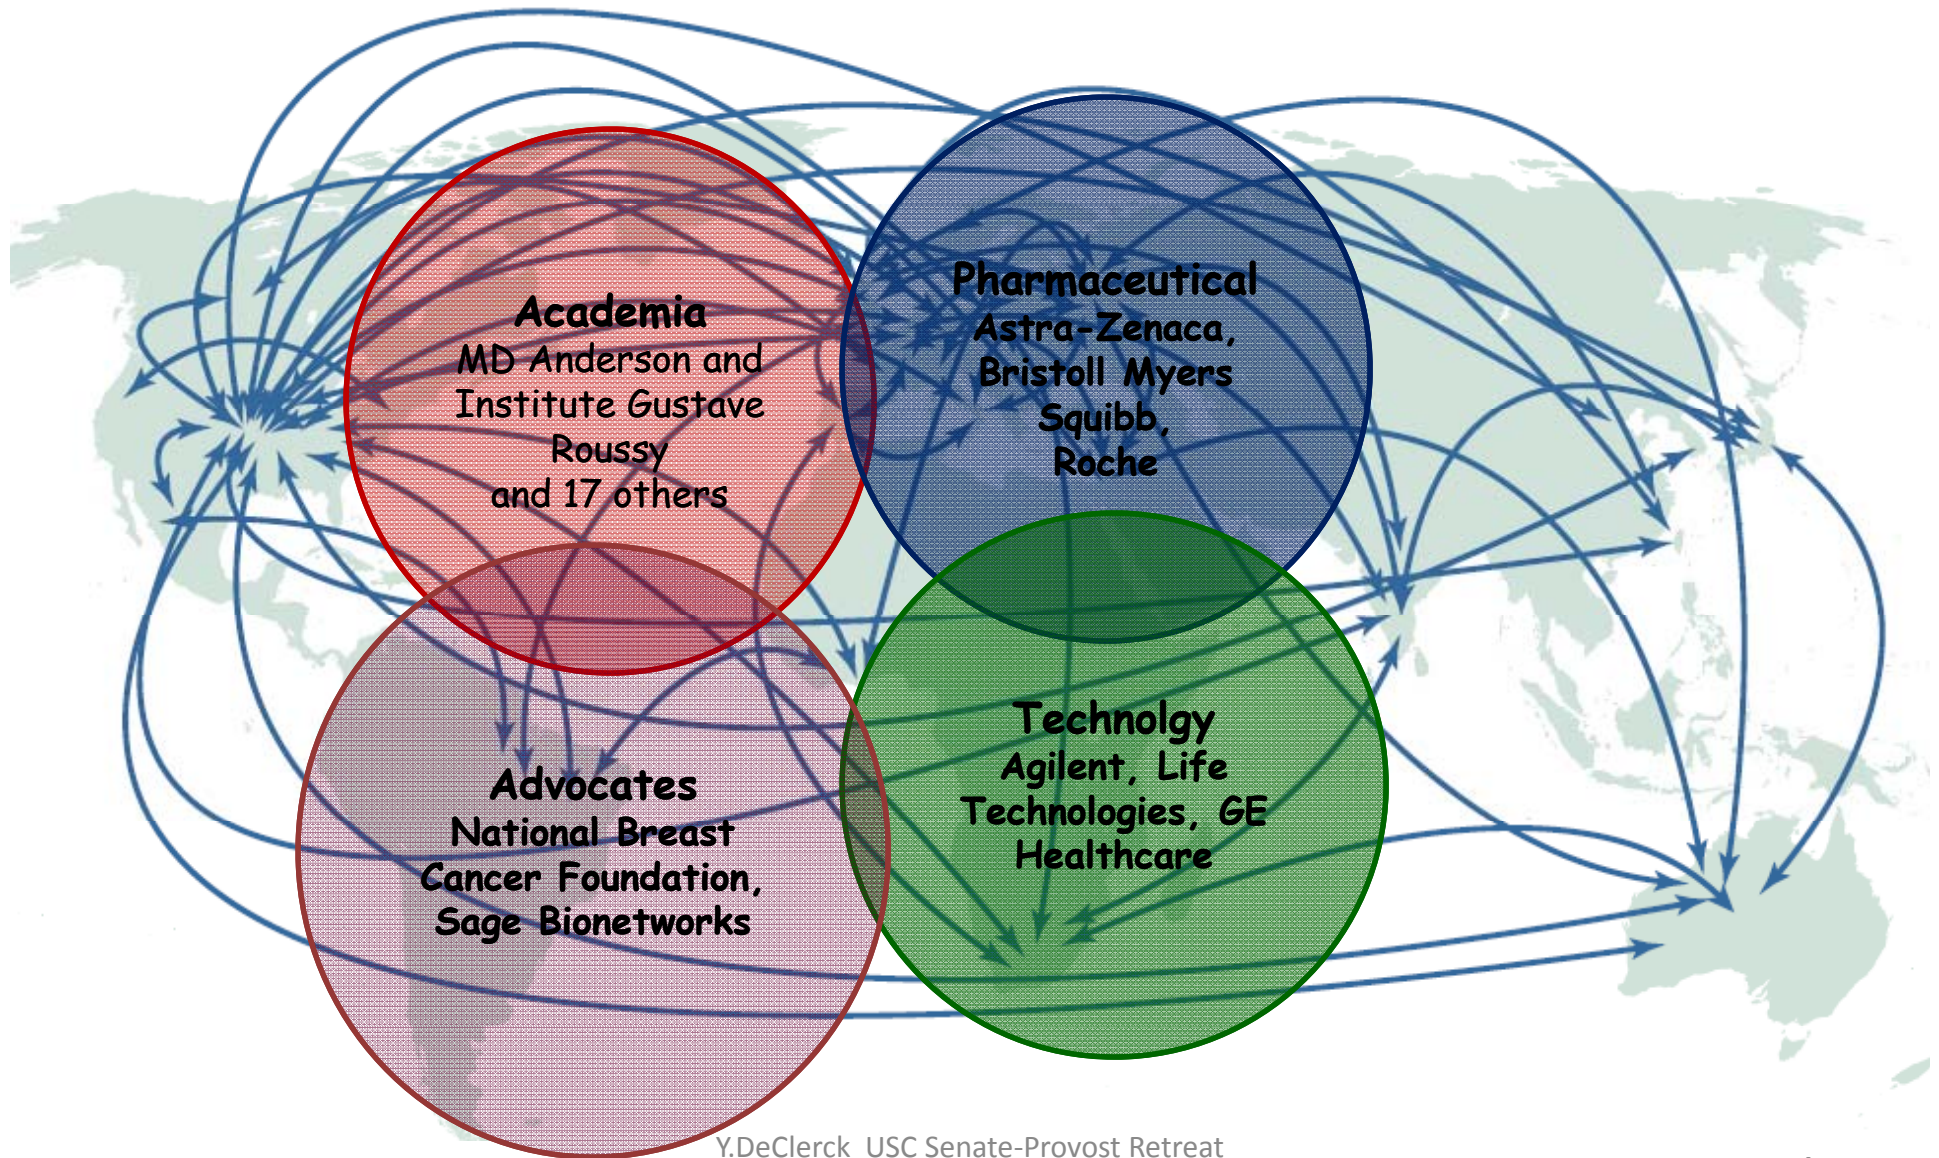 Academia
MD Anderson and
Institute Gustave
Roussy
and 17 others
Pharmaceutical
Astra-Zenaca,
Bristoll Myers
Squibb,
Roche
Advocates
National Breast
Cancer Foundation,
Sage Bionetworks
Technolgy
Agilent, Life
Technologies, GE
Healthcare
Y.DeClerck USC Senate-Provost Retreat